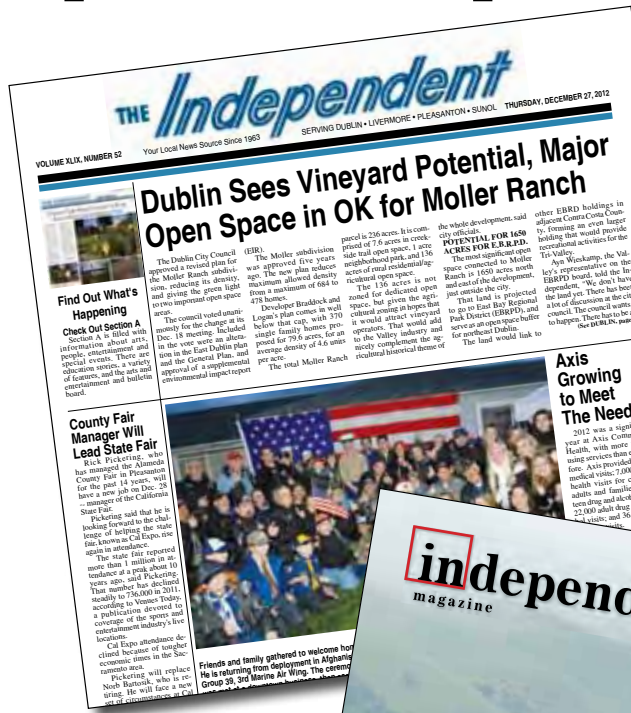 THE Independent
VOLUME XLIX, NUMBER 52
Your Local News Source Since 1963
SERVING DUBLIN • LIVERMORE • PLEASANTON • SUNOL
THURSDAY, DECEMBER 27, 2012
Find Out What's
Happening
Check Out Section A
Section A is filled with
information about arts,
people, entertainment and
special events. There are
education stories, a variety
of features, and the arts and
entertainment and bulletin
board.
Dublin Sees Vineyard Potential, Major
Open Space in OK for Moller Ranch
The Dublin City Council
approved a revised plan for
the Moller Ranch subdivi-
sion, reducing its density,
and giving the green light
to two important open space
areas.
The council voted unani-
mously for the change at its
Dec. 18 meeting. Included
in the vote were an altera-
tion in the East Dublin plan
and the General Plan, and
approval of a supplemental
environmental impact report
(EIR).
The Moller subdivision
was approved five years
ago. The new plan reduces
maximum allowed density
from a maximum of 684 to
478 homes.
Developer Braddock and
Logan's plan comes in well
below that cap, with 370
single family homes pro-
posed for 79.6 acres, for an
average density of 4.6 units
per acre.
The total Moller Ranch
parcel is 236 acres. It is com-
prised of 7.6 acres in creek-
side trail open space, 1 acre
neighborhood park, and 136
acres of rural residential/ag-
ricultural open space.
The 136 acres is not
zoned for dedicated open
space, but given the agri-
cultural zoning in hopes that
it would attract vineyard
operators. That would add
to the Valley industry and
nicely complement the ag-
ricultural historical theme of
the whole development, said
city officials.
POTENTIAL FOR 1650
ACRES FOR E.B.R.P.D.
The most significant open
space connected to Moller
Ranch is 1650 acres north
and east of the development,
just outside the city.
That land is projected
to go to East Bay Regional
Park District (EBRPD), and
serve as an open space buffer
for northeast Dublin.
The land would link to
other EBRD holdings in
adjacent Contra Costa Coun-
ty, forming an even larger
holding that would provide
recreational activities for the
Tri-Valley.
Ayn Wieskamp, the Val-
ley's representative on the
EBRPD board, told the In-
dependent, "We don't have
the land yet. There has been
a lot of discussion at the city
council. The council wants
to happen. There has to be
(See DUBLIN, page
County Fair
Manager Will
Lead State Fair
Rick Pickering, who
has managed the Alameda
County Fair in Pleasanton
for the past 14 years, will
have a new job on Dec. 28
-- manager of the California
State Fair.
Pickering said that he is
looking forward to the chal-
lenge of helping the state
fair, known as Cal Expo, rise
again in attendance.
The state fair reported
more than 1 million in at-
tendance at a peak about 10
years ago, said Pickering.
That number has declined
steadily to 736,000 in 2011,
according to Venues Today,
a publication devoted to
coverage of the sports and
entertainment industry's live
locations.
Cal Expo attendance de-
clined because of tougher
economic times in the Sac-
ramento area.
Pickering will replace
Norb Bartosik, who is re-
tiring. He will face a new
set of circumstances at Cal
Friends and family gathered to welcome hom
He is returning from deployment in Afghanis
Group 39, 3rd Marine Air Wing. The ceremo
Axis
Growing
to Meet
The Need
2012 was a signi
year at Axis Commu
Health, with more
using services than e
fore. Axis provided
medical visits; 7,000
health visits for c
adults and familie
teen drug and alcoh
22,000 adult drug
visits; and 36
visits.
independ
magazine